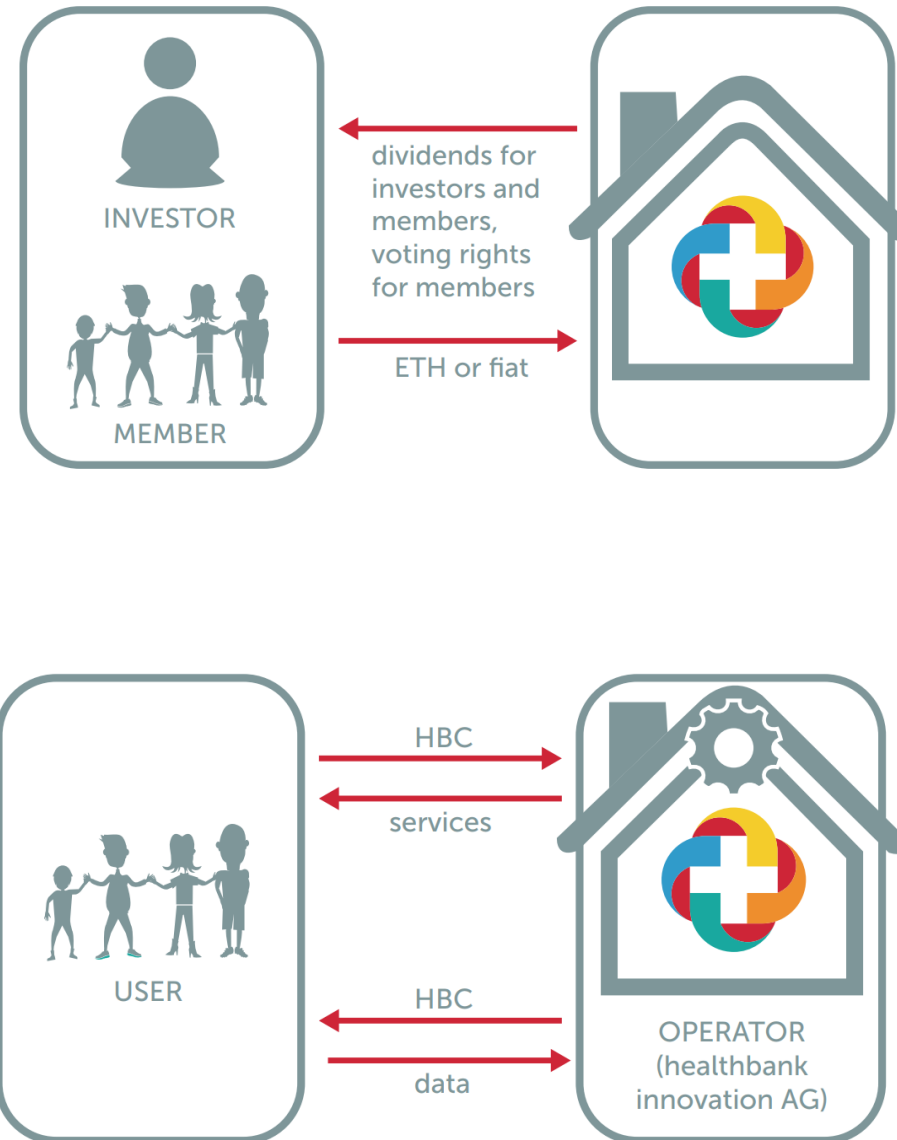 INVESTOR
MEMBER
dividends for
investors and
members,
voting rights
for members
ETH or fiat
USER
HBC
services
HBC
data
OPERATOR
(healthbank
innovation AG)